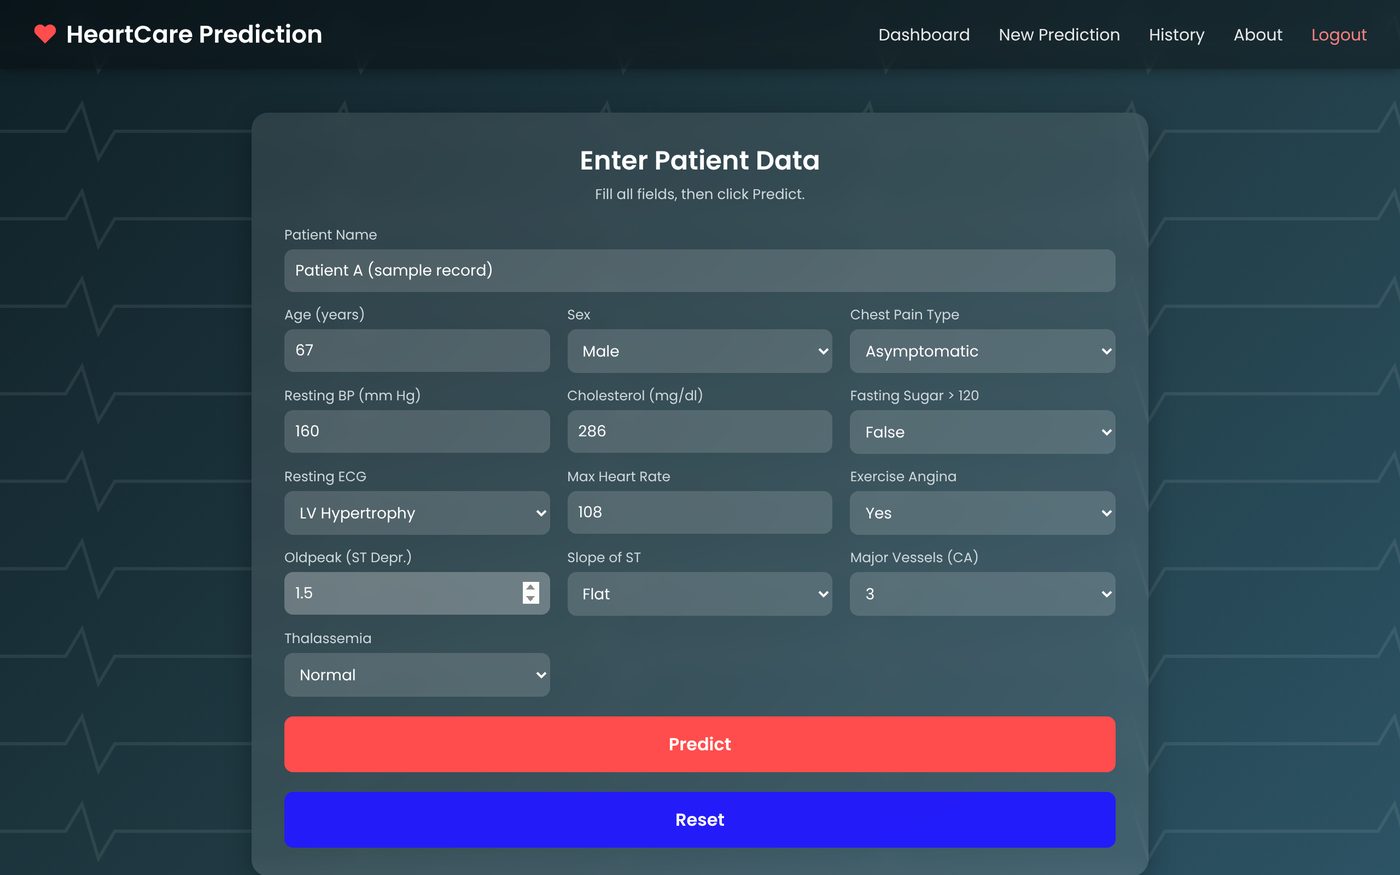 HeartCare Prediction
Dashboard New Prediction History About Logout
Enter Patient Data
Fill all fields, then click Predict.
Patient Name
Patient A (sample record)
Age (years) Sex Chest Pain Type
67 Male Asymptomatic
Resting BP (mm Hg) Cholesterol (mg/dl) Fasting Sugar > 120
160 286 False
Resting ECG Max Heart Rate Exercise Angina
LV Hypertrophy 108 Yes
Oldpeak (ST Depr.) Slope of ST Major Vessels (CA)
1.5 Flat 3
Thalassemia
Normal
Predict
Reset